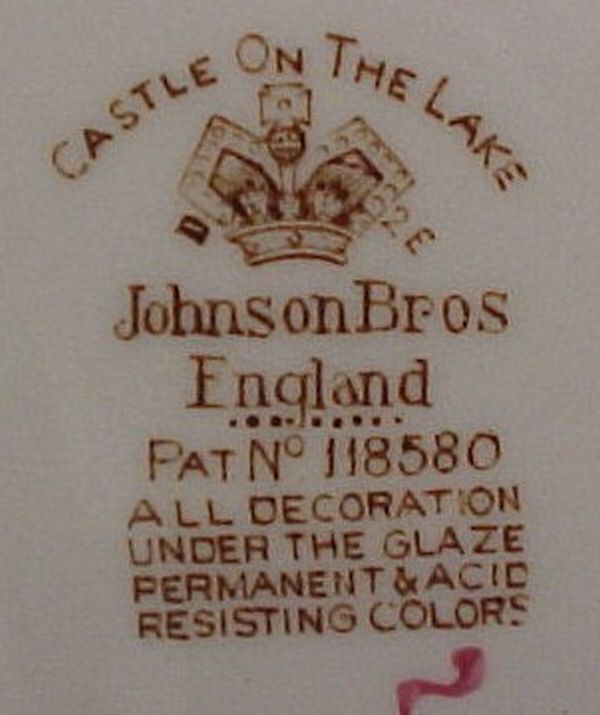 CASTLE ON THE LAKE
D
E
Johnson Bros
England
PAT No 118580
ALL DECORATION
UNDER THE GLAZE
PERMANENT & ACID
RESISTING COLORS